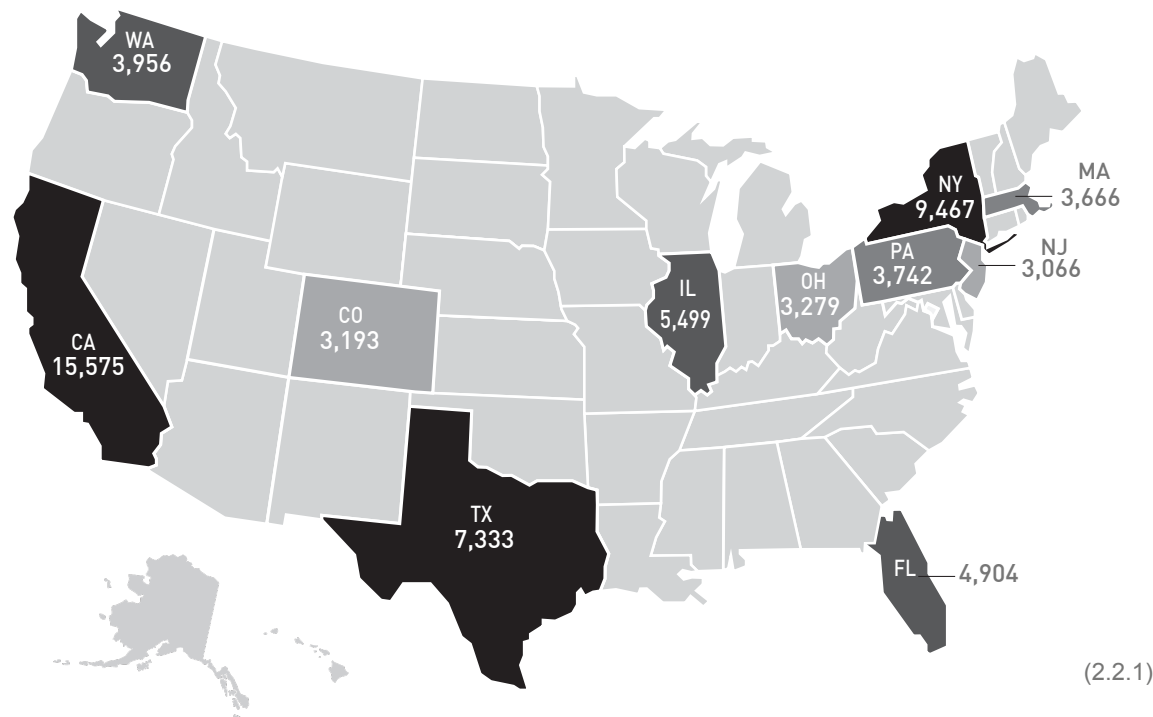 WA
3,956
MA
3,666
NY
9,467
NJ
3,066
PA
3,742
OH
3,279
IL
5,499
CO
3,193
CA
15,575
TX
7,333
FL
4,904
(2.2.1)